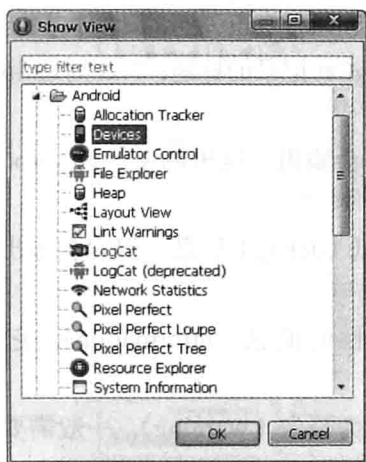 Show View
type filter text
Android
Allocation Tracker
Devices
Emulator Control
File Explorer
Heap
Layout View
Lint Warnings
LogCat
LogCat (deprecated)
Network Statistics
Pixel Perfect
Pixel Perfect Loupe
Pixel Perfect Tree
Resource Explorer
System Information
OK
Cancel